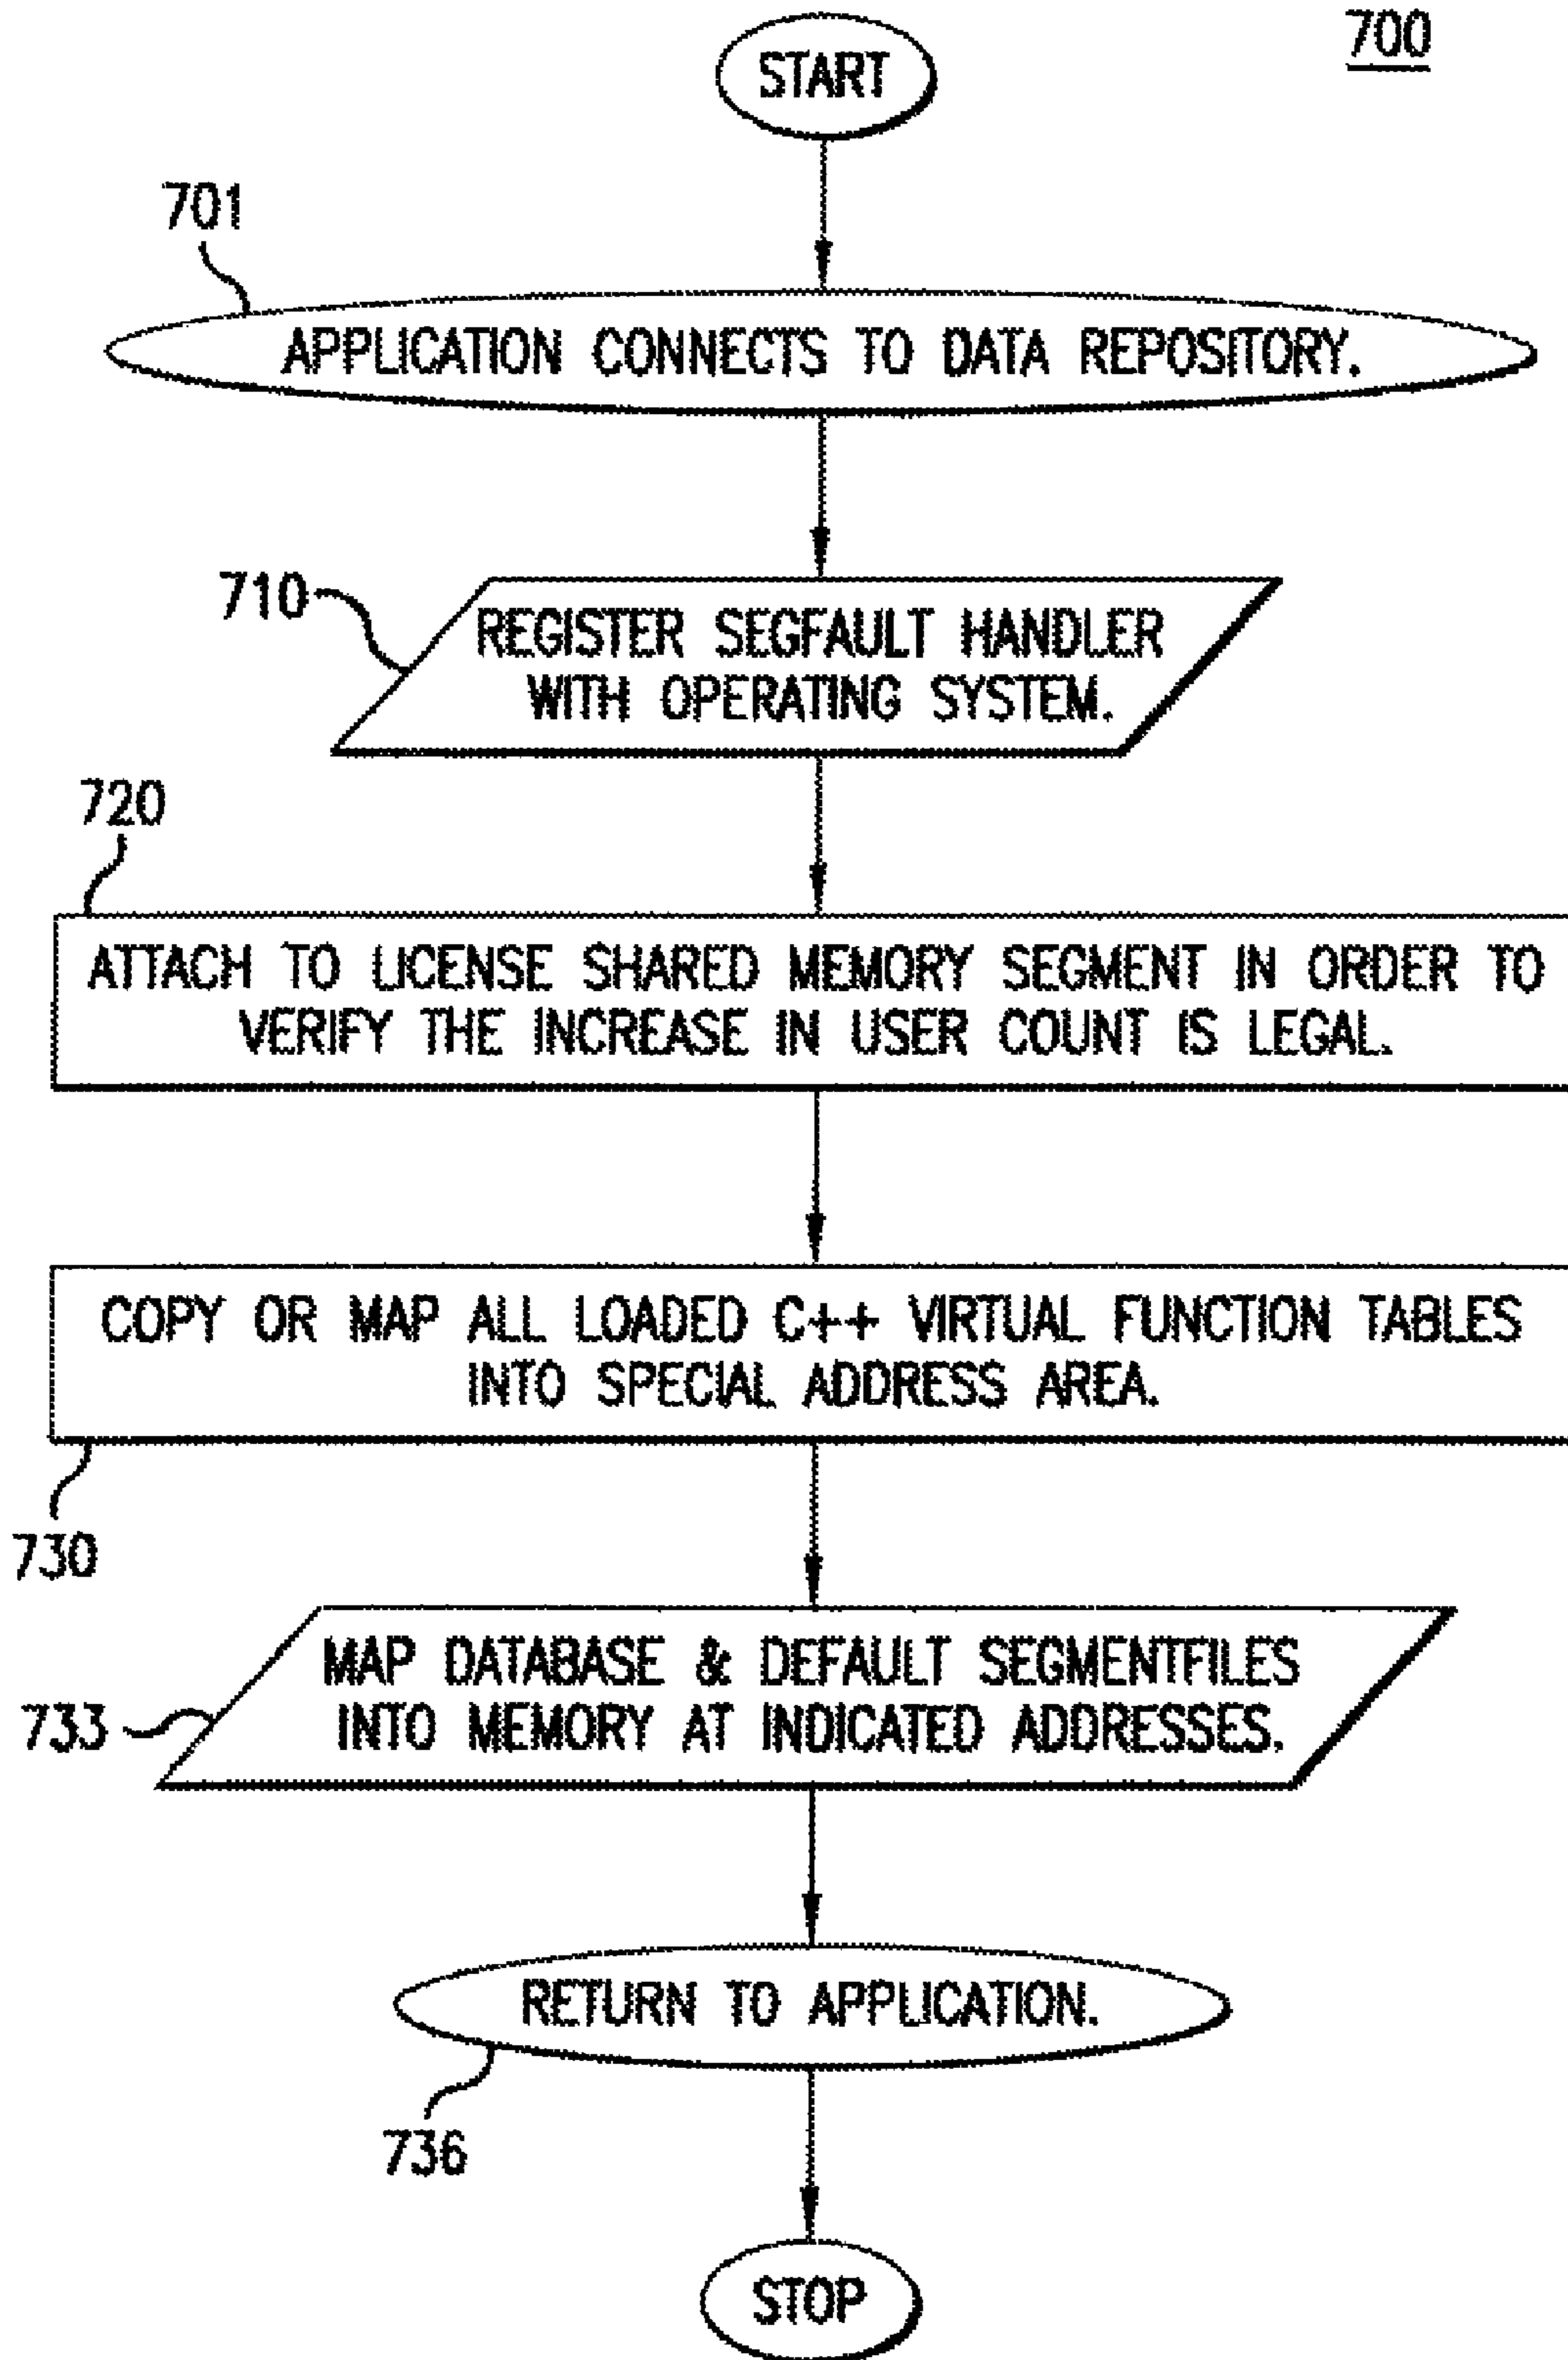 700
START
701
APPLICATION CONNECTS TO DATA REPOSITORY.
710
REGISTER SEGFAULT HANDLER
WITH OPERATING SYSTEM.
720
ATTACH TO LICENSE SHARED MEMORY SEGMENT IN ORDER TO
VERIFY THE INCREASE IN USER COUNT IS LEGAL.
COPY OR MAP ALL LOADED C++ VIRTUAL FUNCTION TABLES
INTO SPECIAL ADDRESS AREA.
730
MAP DATABASE & DEFAULT SEGMENTFILES
INTO MEMORY AT INDICATED ADDRESSES.
733
RETURN TO APPLICATION.
736
STOP